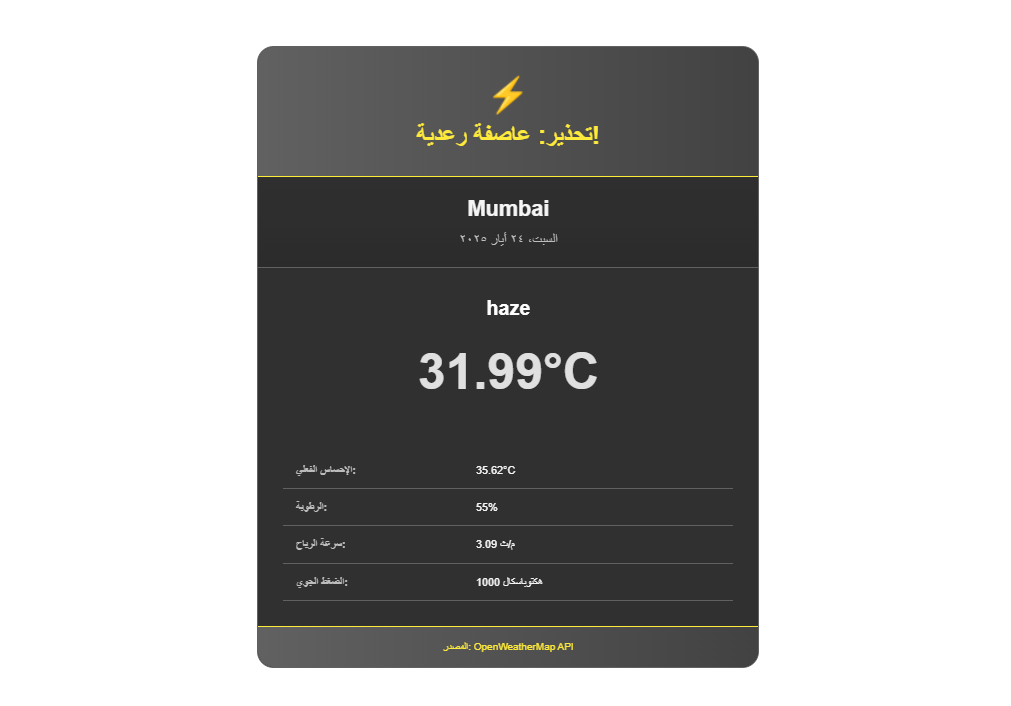 تحذير: عاصفة رعدية!
Mumbai
السبت، ٢٤ أيار ٢٠٢٥
haze
31.99°C
الإحساس الفعلي:
35.62°C
الرطوبة:
55%
سرعة الرياح:
3.09 م/ث
الضغط الجوي:
1000 هكتوباسكال
المصدر: OpenWeatherMap API